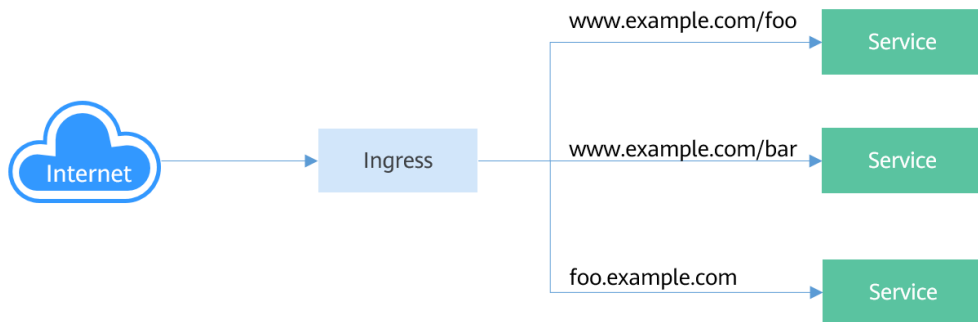 www.example.com/foo
Service
Internet
Ingress
www.example.com/bar
Service
foo.example.com
Service